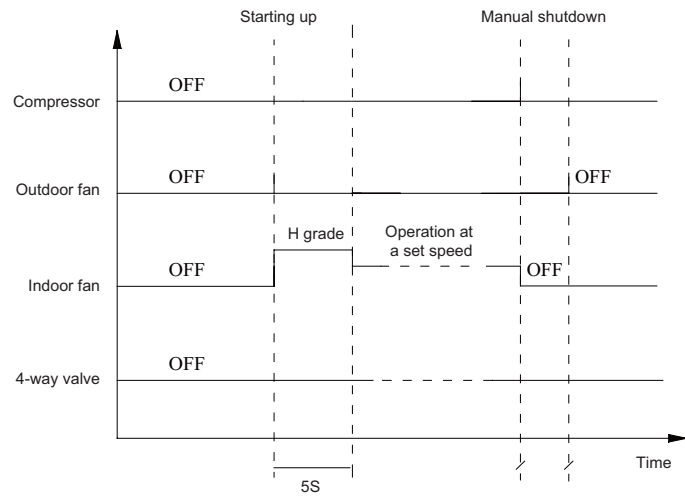 Starting up
Manual shutdown
Compressor
OFF
Outdoor fan
OFF
OFF
H grade
Operation at
a set speed
Indoor fan
OFF
OFF
4-way valve
OFF
Time
5S